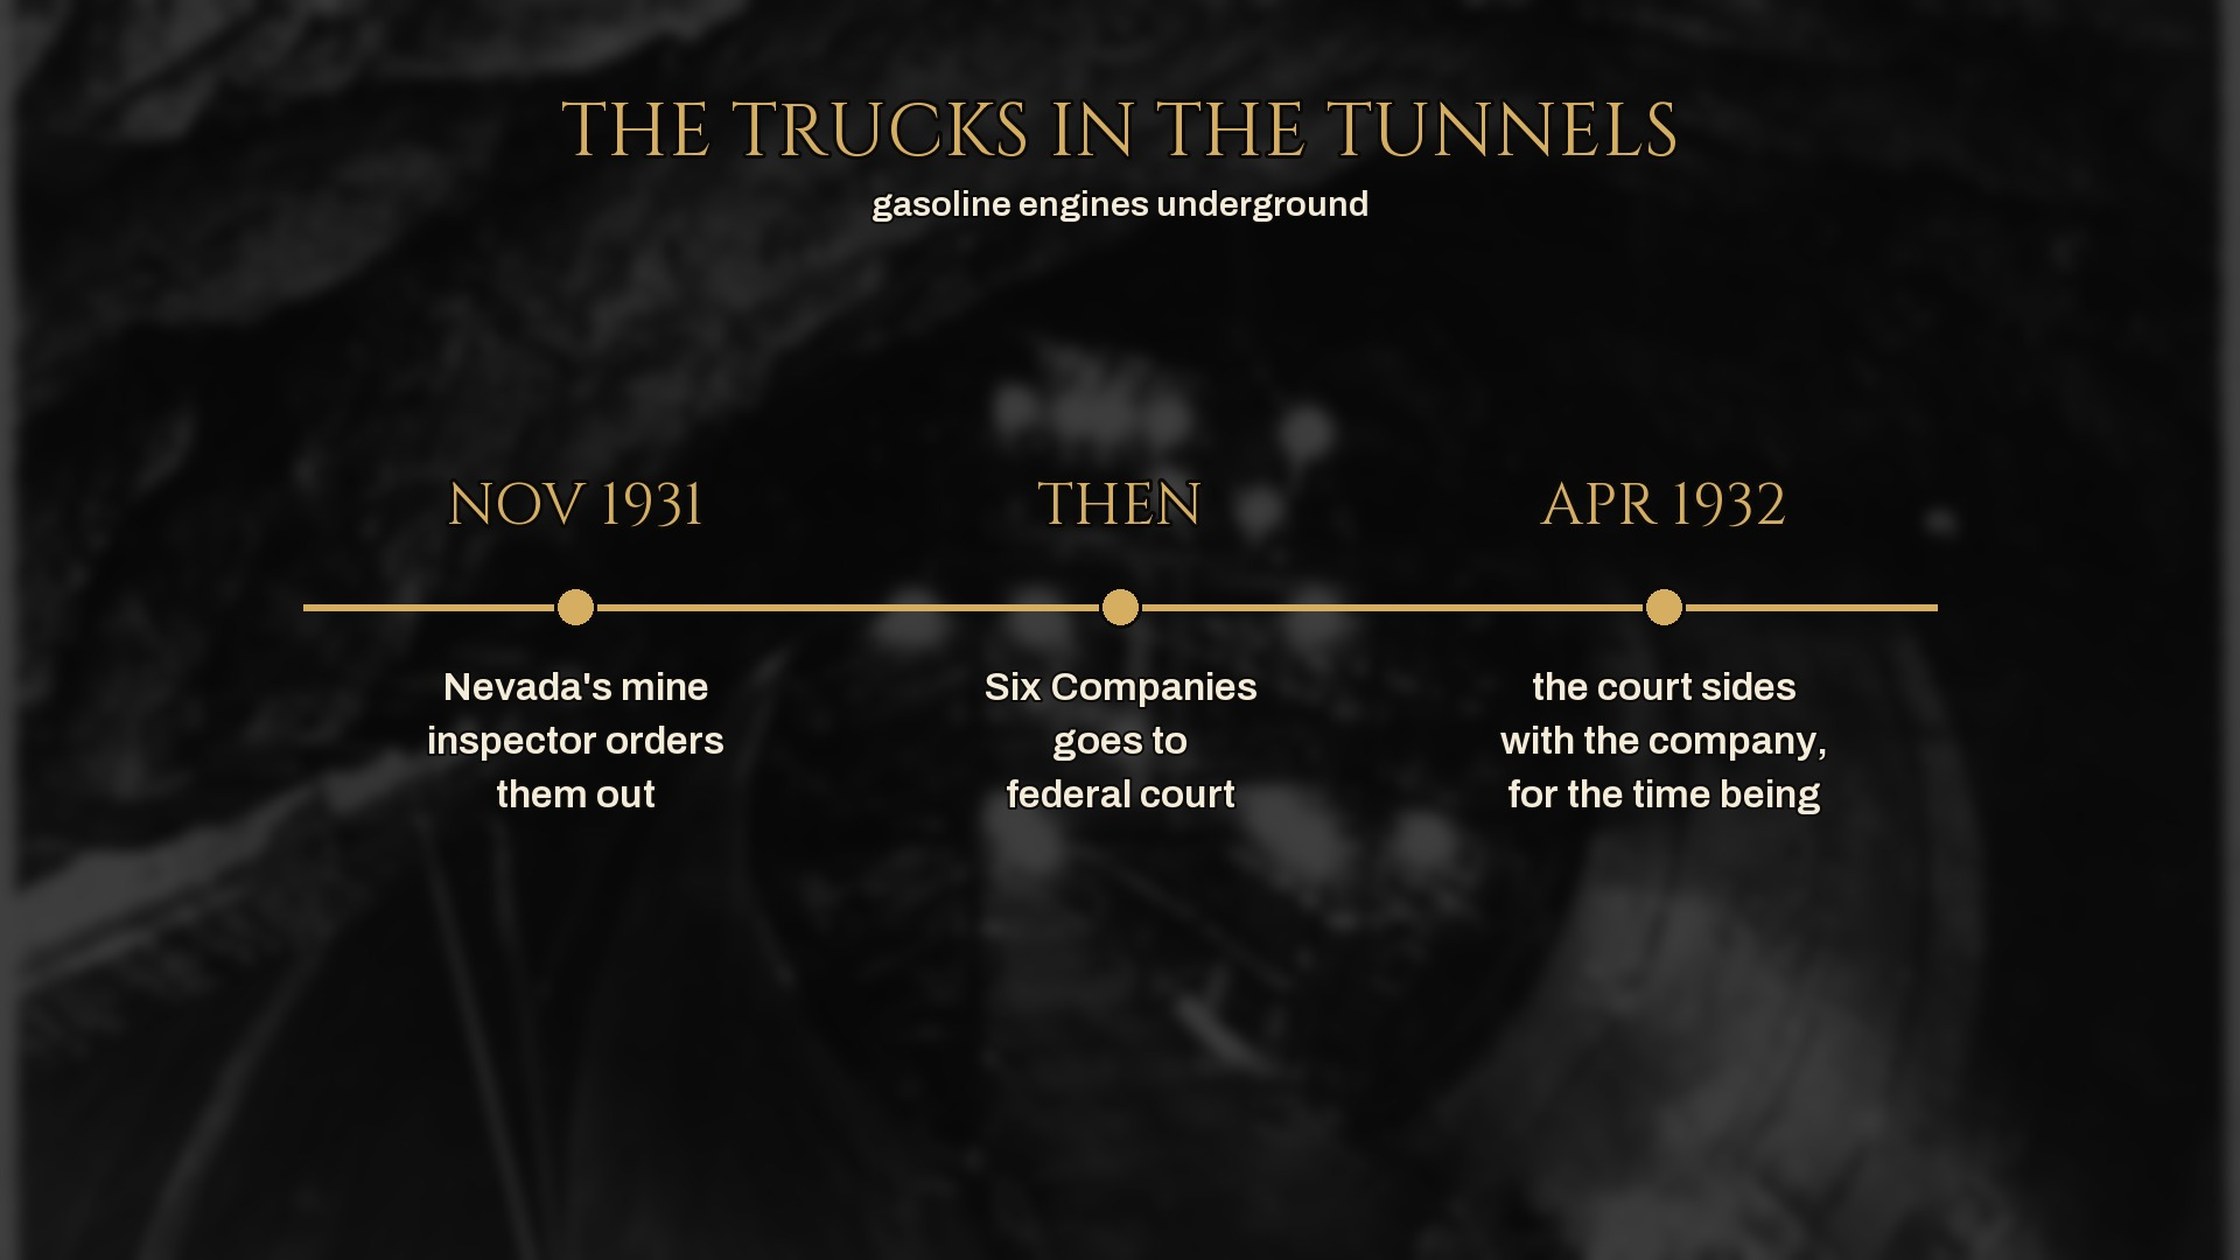 THE TRUCKS IN THE TUNNELS
gasoline engines underground
NOV 1931
THEN
APR 1932
Nevada's mine
inspector orders
them out
Six Companies
goes to
federal court
the court sides
with the company,
for the time being